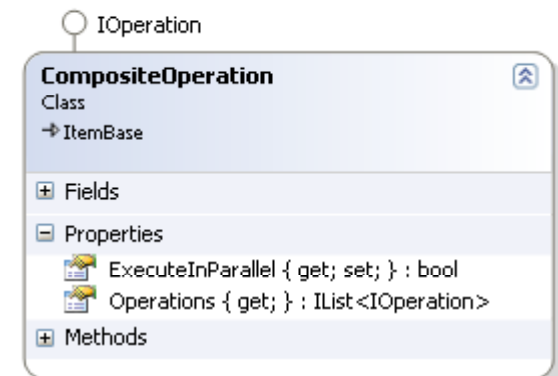 IOperation
CompositeOperation
Class
ItemBase
Fields
Properties
ExecuteInParallel { get; set; } : bool
Operations { get; } : IList<IOperation>
Methods